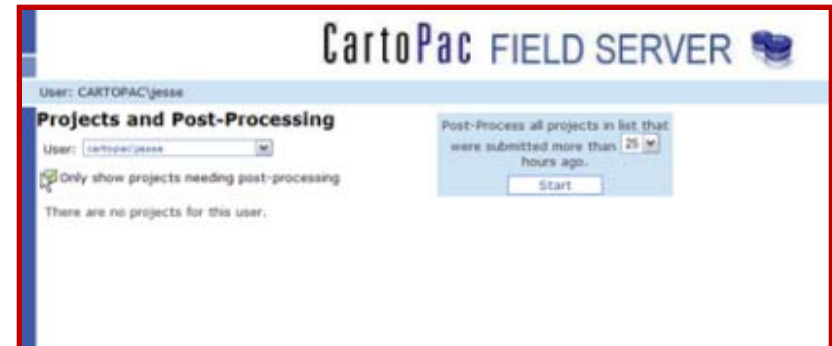 CartoPac FIELD SERVER
User: CARTOPAC\jesse
Projects and Post-Processing
User: cartopac\jesse
Only show projects needing post-processing
There are no projects for this user.
Post-Process all projects in list that
were submitted more than 25
hours ago.
Start